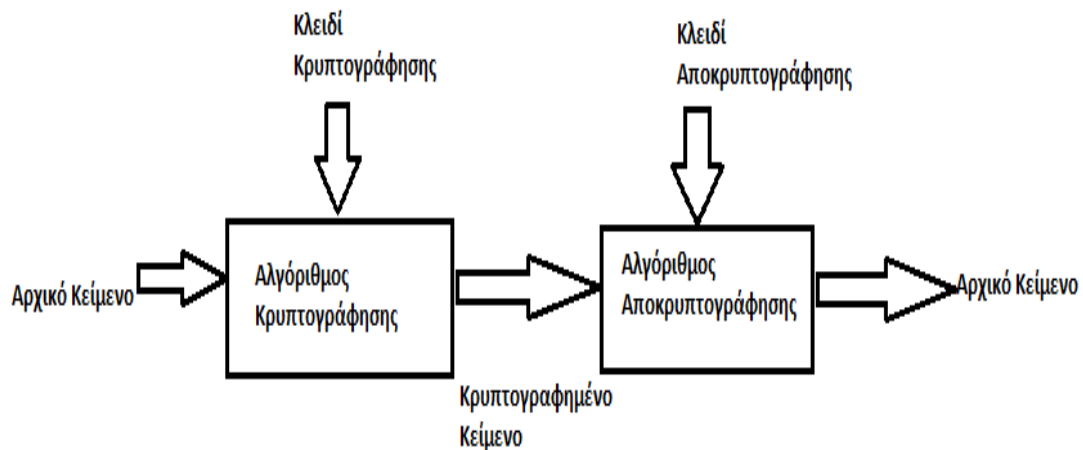 Κλειδί
Κρυπτογράφησης
Κλειδί
Αποκρυπτογράφησης
Αρχικό Κείμενο
Αλγόριθμος
Κρυπτογράφησης
Κρυπτογραφημένο
Κείμενο
Αλγόριθμος
Αποκρυπτογράφησης
Αρχικό Κείμενο